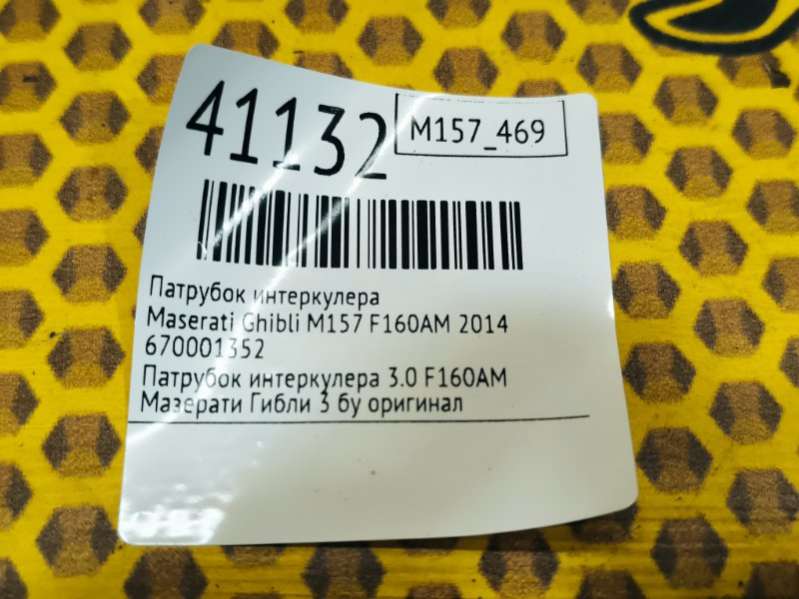 41132
M157_469
Патрубок интеркулера
Maserati Ghibli M157 F160AM 2014
670001352
Патрубок интеркулера 3.0 F160AM
Мазерати Гибли 3 бу оригинал